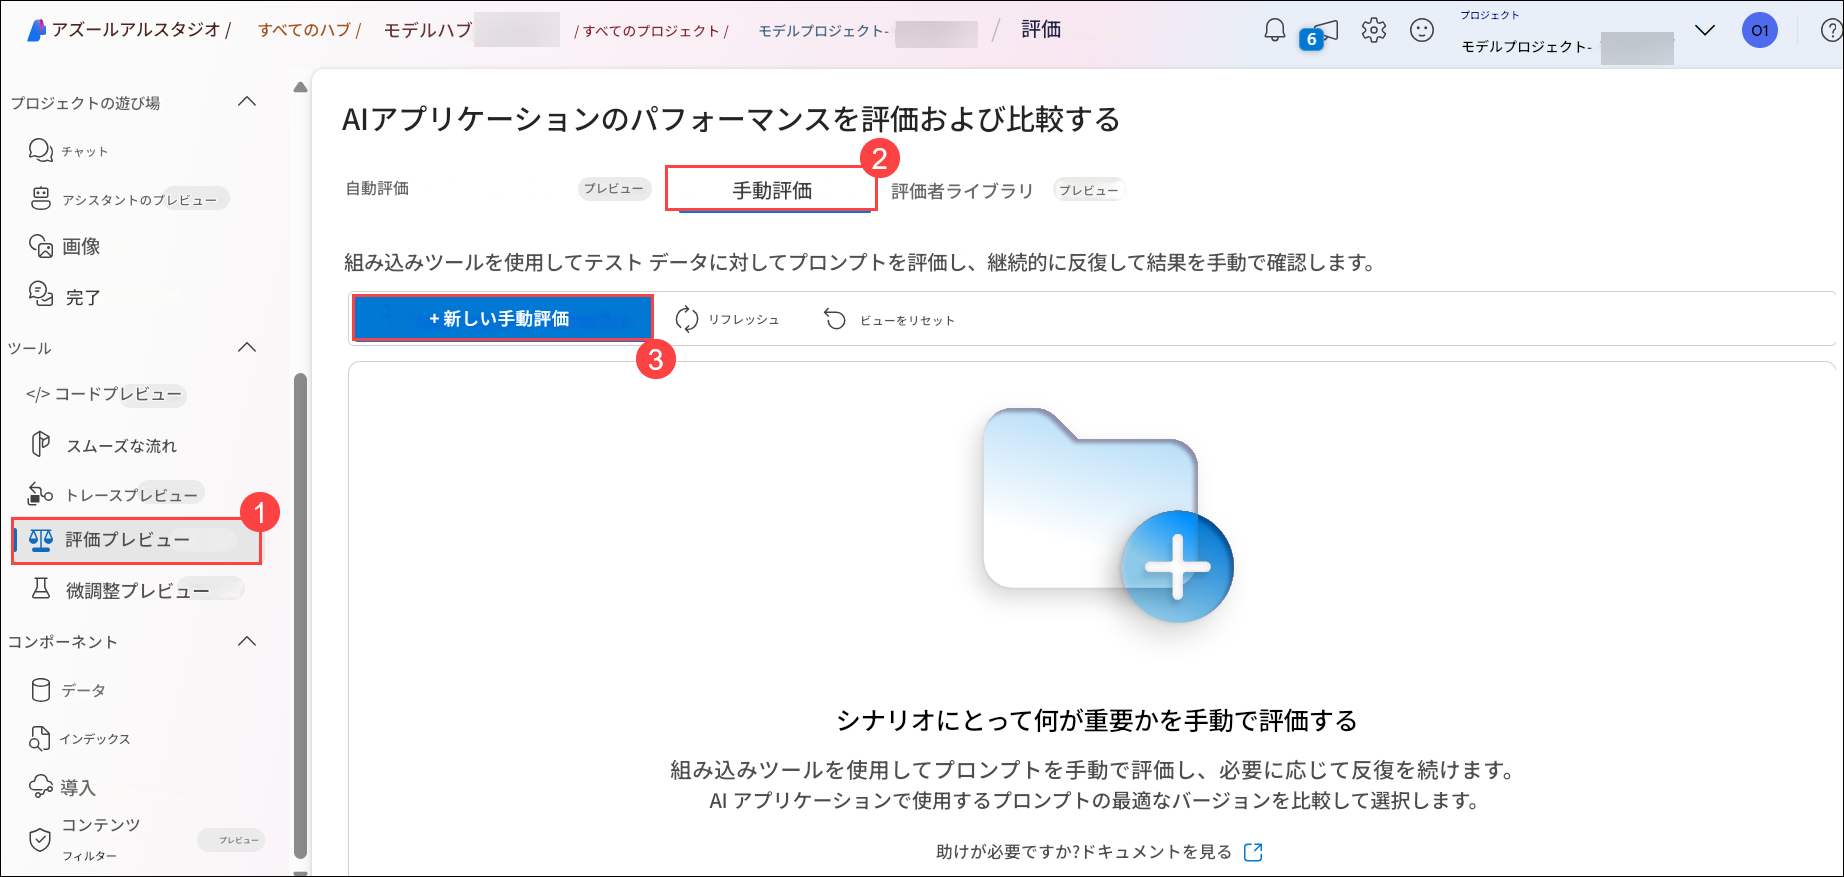 アズールアルスタジオ / すべてのハブ / モデルハブ / すべてのプロジェクト / モデルプロジェクト- / 評価
6
プロジェクト
モデルプロジェクト-
O1
プロジェクトの遊び場
チャット
アシスタントのプレビュー
画像
完了
ツール
</> コードプレビュー
スムーズな流れ
トレースプレビュー
1
評価プレビュー
微調整プレビュー
コンポーネント
データ
インデックス
導入
コンテンツ
フィルター
プレビュー
AIアプリケーションのパフォーマンスを評価および比較する
2
自動評価 プレビュー 手動評価 評価者ライブラリ プレビュー
組み込みツールを使用してテスト データに対してプロンプトを評価し、継続的に反復して結果を手動で確認します。
+ 新しい手動評価 リフレッシュ ビューをリセット
3
シナリオにとって何が重要かを手動で評価する
組み込みツールを使用してプロンプトを手動で評価し、必要に応じて反復を続けます。
AI アプリケーションで使用するプロンプトの最適なバージョンを比較して選択します。
助けが必要ですか?ドキュメントを見る